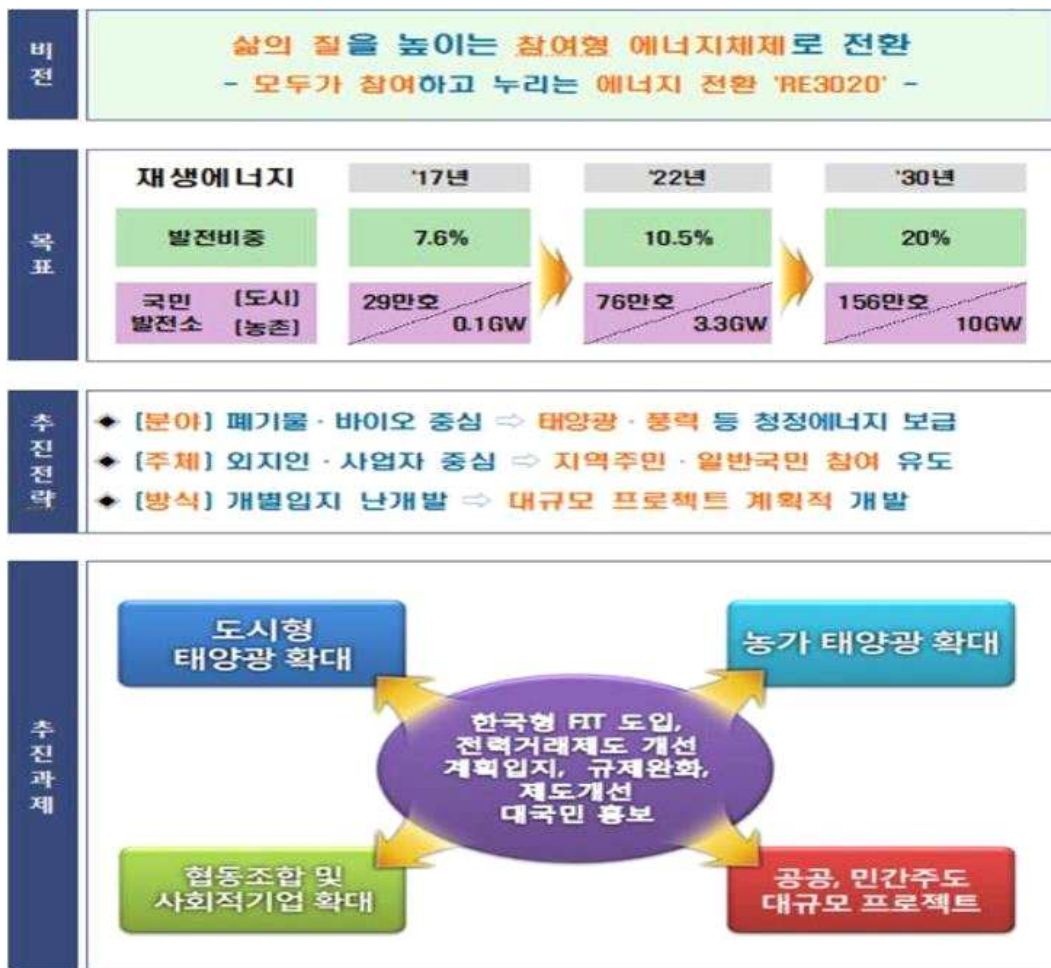 비전
삶의 질을 높이는 참여형 에너지체제로 전환
- 모두가 참여하고 누리는 에너지 전환 'RE3020' -
목표
재생에너지 '17년 '22년 '30년
발전비중 7.6% 10.5% 20%
국민 [도시] 29만호 76만호 156만호
발전소 [농촌] 0.1GW 3.3GW 10GW
추진전략
◆ [분야] 폐기물·바이오 중심 ⇨ 태양광·풍력 등 청정에너지 보급
◆ [주체] 외지인·사업자 중심 ⇨ 지역주민·일반국민 참여 유도
◆ [방식] 개별입지 난개발 ⇨ 대규모 프로젝트 계획적 개발
추진과제
도시형
태양광 확대
농가 태양광 확대
한국형 FIT 도입,
전력거래제도 개선
계획입지, 규제완화,
제도개선
대국민 홍보
협동조합 및
사회적기업 확대
공공, 민간주도
대규모 프로젝트